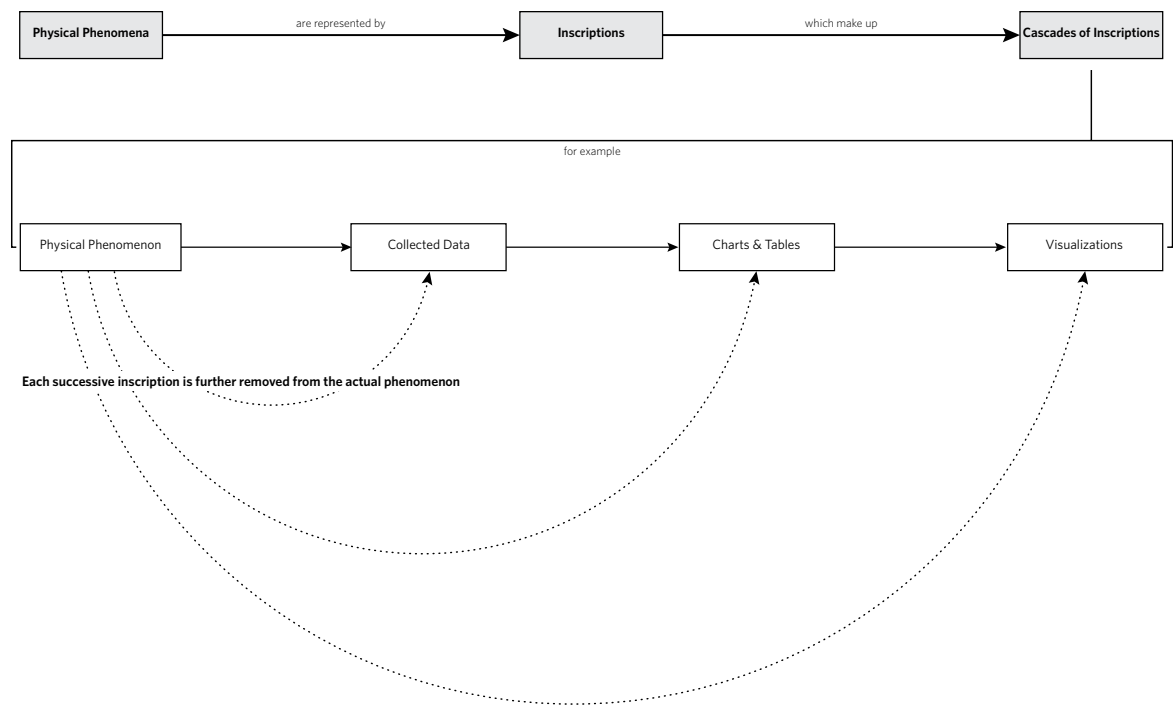 Physical Phenomena
are represented by
Inscriptions
which make up
Cascades of Inscriptions
for example
Physical Phenomenon
Collected Data
Charts & Tables
Visualizations
Each successive inscription is further removed from the actual phenomenon